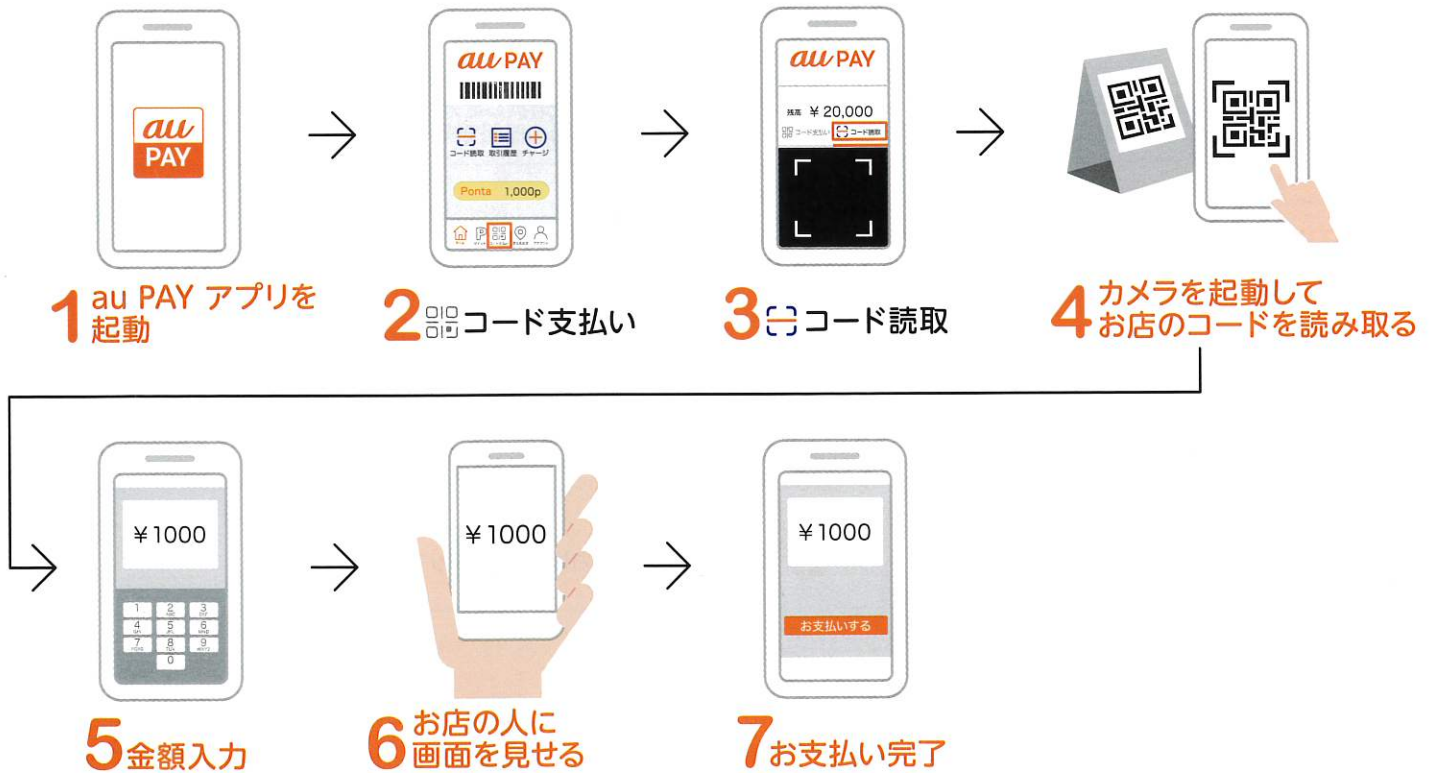 au
PAY
au PAY
コード読取 取引履歴 チャージ
Ponta 1,000p
au PAY
残高 ¥ 20,000
コード支払い コード読取
1 au PAY アプリを
起動
2 コード支払い
3 コード読取
4 カメラを起動して
お店のコードを読み取る
¥1000
1 2 3
4 5 6
7 8 9
0
¥1000
¥1000
お支払いする
5 金額入力
6 お店の人に
画面を見せる
7 お支払い完了